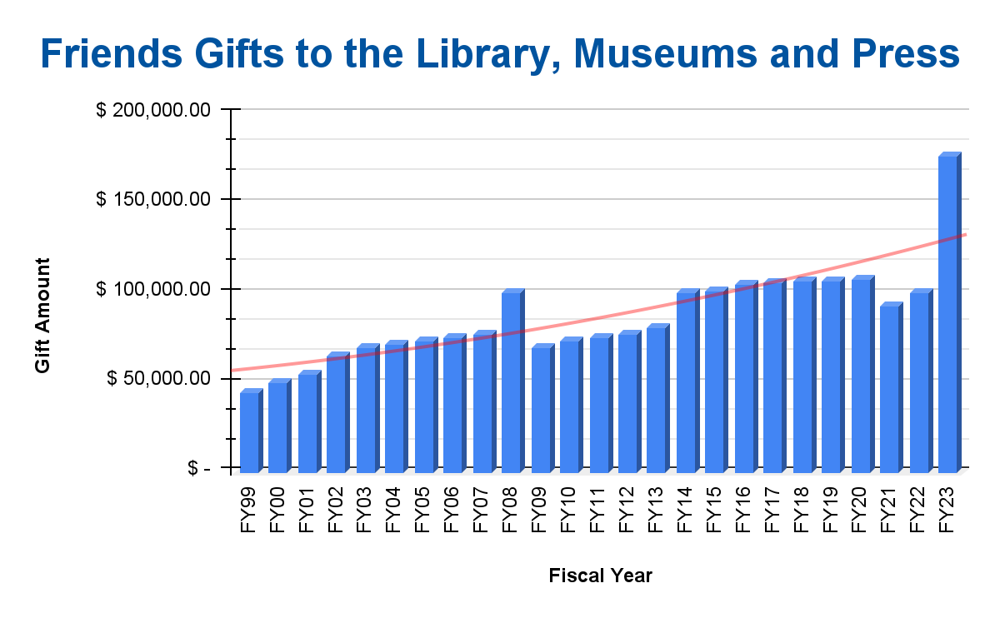 Friends Gifts to the Library, Museums and Press
$ 200,000.00
$ 150,000.00
$ 100,000.00
$ 50,000.00
$ -
Gift Amount
FY99
FY00
FY01
FY02
FY03
FY04
FY05
FY06
FY07
FY08
FY09
FY10
FY11
FY12
FY13
FY14
FY15
FY16
FY17
FY18
FY19
FY20
FY21
FY22
FY23
Fiscal Year